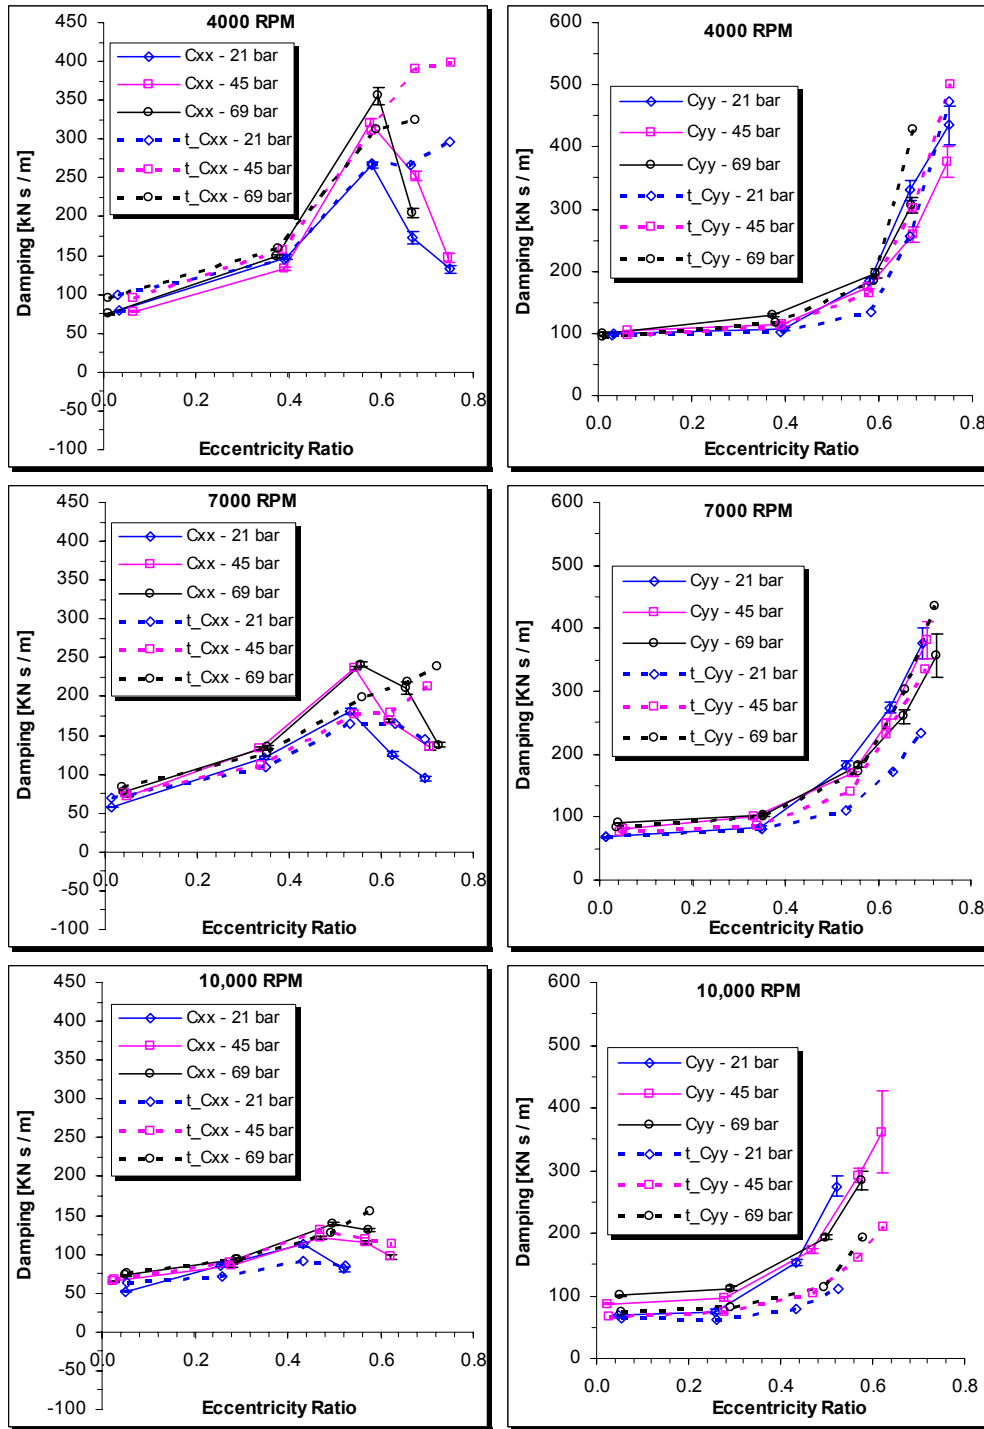 4000 RPM
450
400
350
300
250
200
150
100
50
0
-50
-100
Damping [kN s / m]
Cxx - 21 bar
Cxx - 45 bar
Cxx - 69 bar
t_Cxx - 21 bar
t_Cxx - 45 bar
t_Cxx - 69 bar
0.0 0.2 0.4 0.6 0.8
Eccentricity Ratio
4000 RPM
600
500
400
300
200
100
0
Damping [kN s / m]
Cyy - 21 bar
Cyy - 45 bar
Cyy - 69 bar
t_Cyy - 21 bar
t_Cyy - 45 bar
t_Cyy - 69 bar
0.0 0.2 0.4 0.6 0.8
Eccentricity Ratio
7000 RPM
450
400
350
300
250
200
150
100
50
0
-50
-100
Damping [KN s / m]
Cxx - 21 bar
Cxx - 45 bar
Cxx - 69 bar
t_Cxx - 21 bar
t_Cxx - 45 bar
t_Cxx - 69 bar
0.0 0.2 0.4 0.6 0.8
Eccentricity Ratio
7000 RPM
600
500
400
300
200
100
0
Damping [KN s / m]
Cyy - 21 bar
Cyy - 45 bar
Cyy - 69 bar
t_Cyy - 21 bar
t_Cyy - 45 bar
t_Cyy - 69 bar
0.0 0.2 0.4 0.6 0.8
Eccentricity Ratio
10,000 RPM
450
400
350
300
250
200
150
100
50
0
-50
-100
Damping [KN s / m]
Cxx - 21 bar
Cxx - 45 bar
Cxx - 69 bar
t_Cxx - 21 bar
t_Cxx - 45 bar
t_Cxx - 69 bar
0.0 0.2 0.4 0.6 0.8
Eccentricity Ratio
10,000 RPM
600
500
400
300
200
100
0
Damping [KN s / m]
Cyy - 21 bar
Cyy - 45 bar
Cyy - 69 bar
t_Cyy - 21 bar
t_Cyy - 45 bar
t_Cyy - 69 bar
0.0 0.2 0.4 0.6 0.8
Eccentricity Ratio